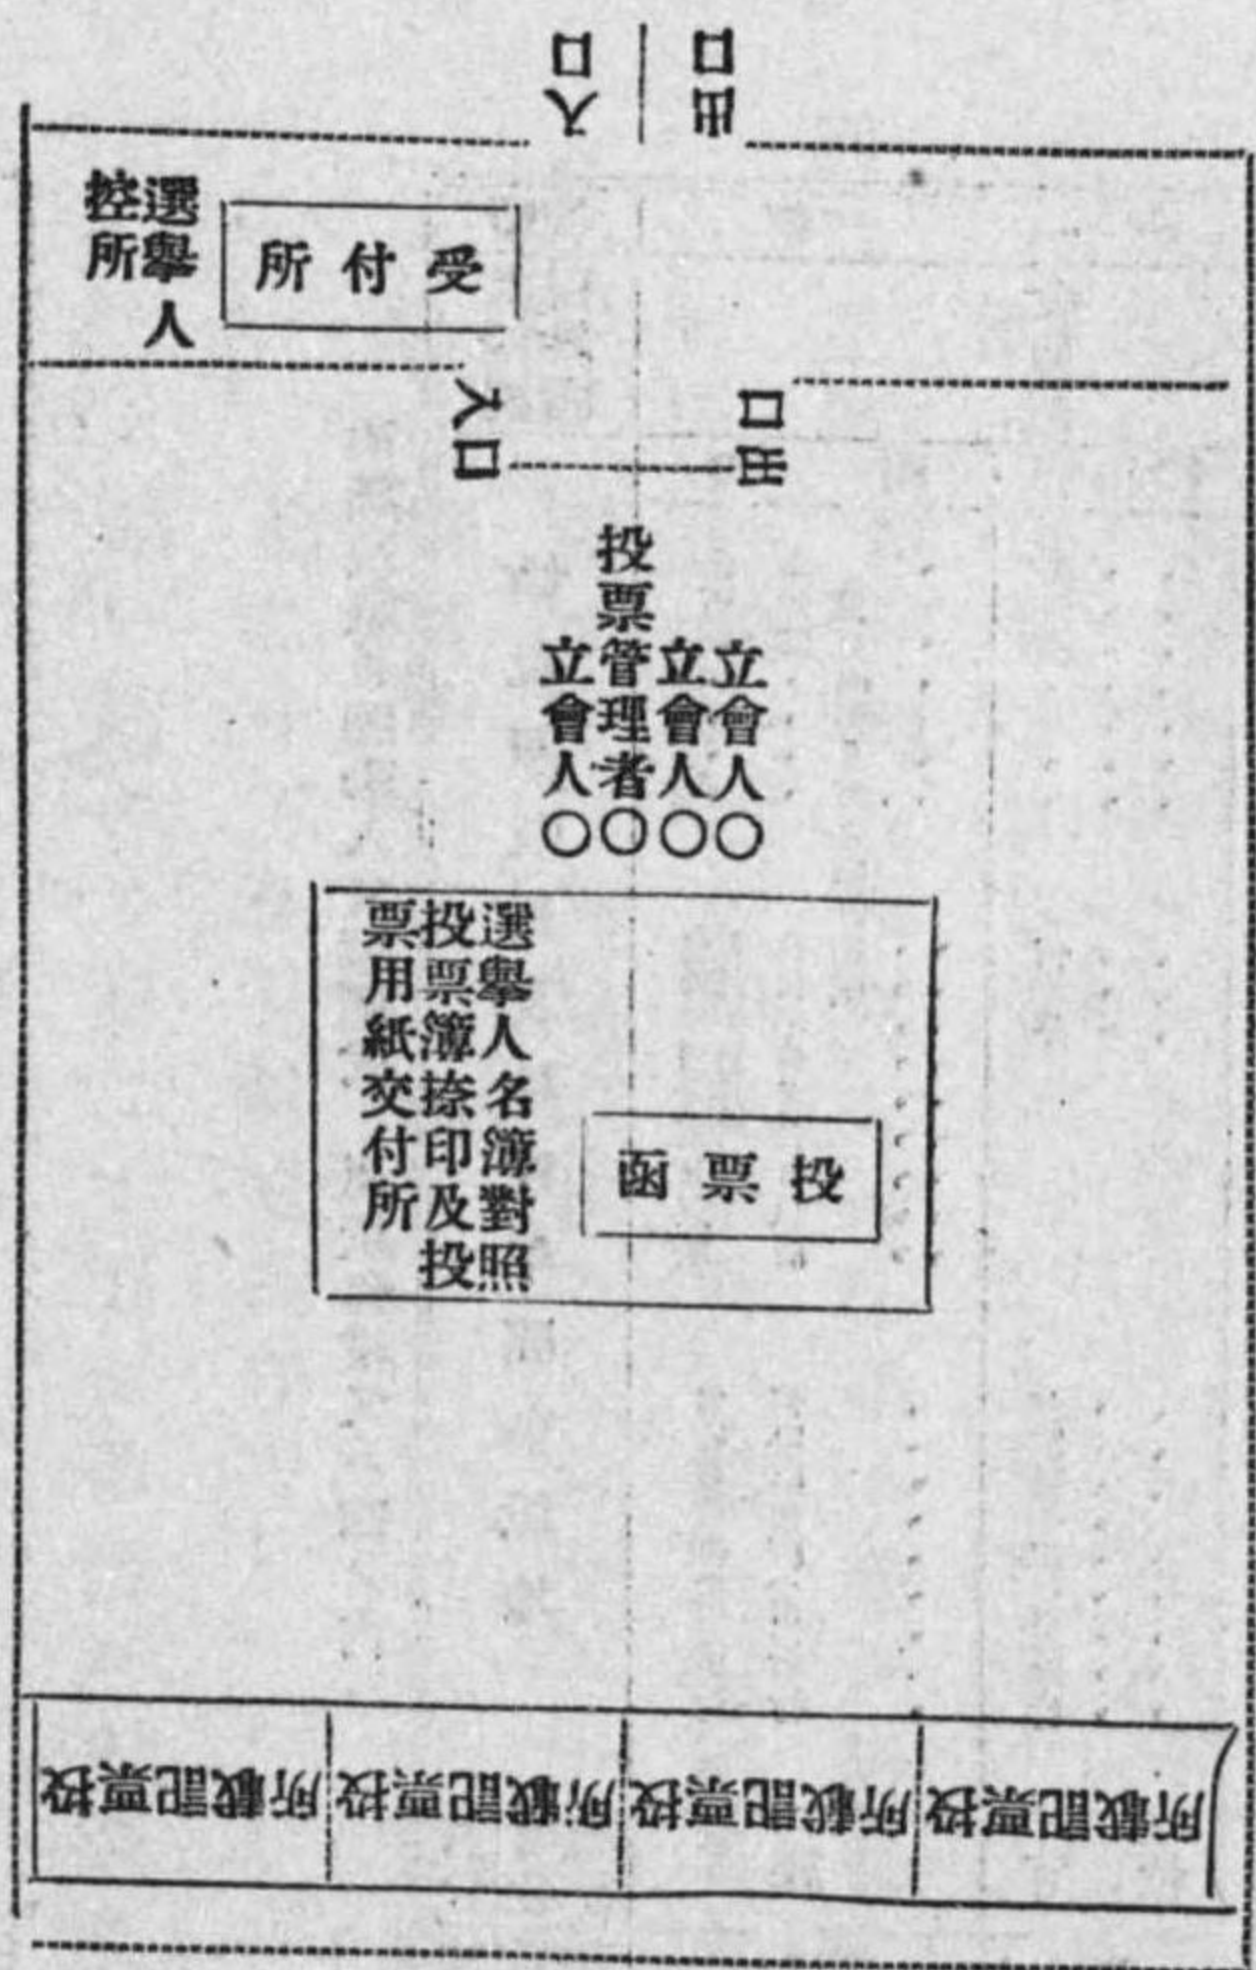 出口
入口
選舉人
控所
受付所
出口
入口
立會人○
立會人○
投票管理者○
立會人○
選舉人名簿對照
投票簿捺印及投
票用紙交付所
投票函
投票記載所
投票記載所
投票記載所
投票記載所